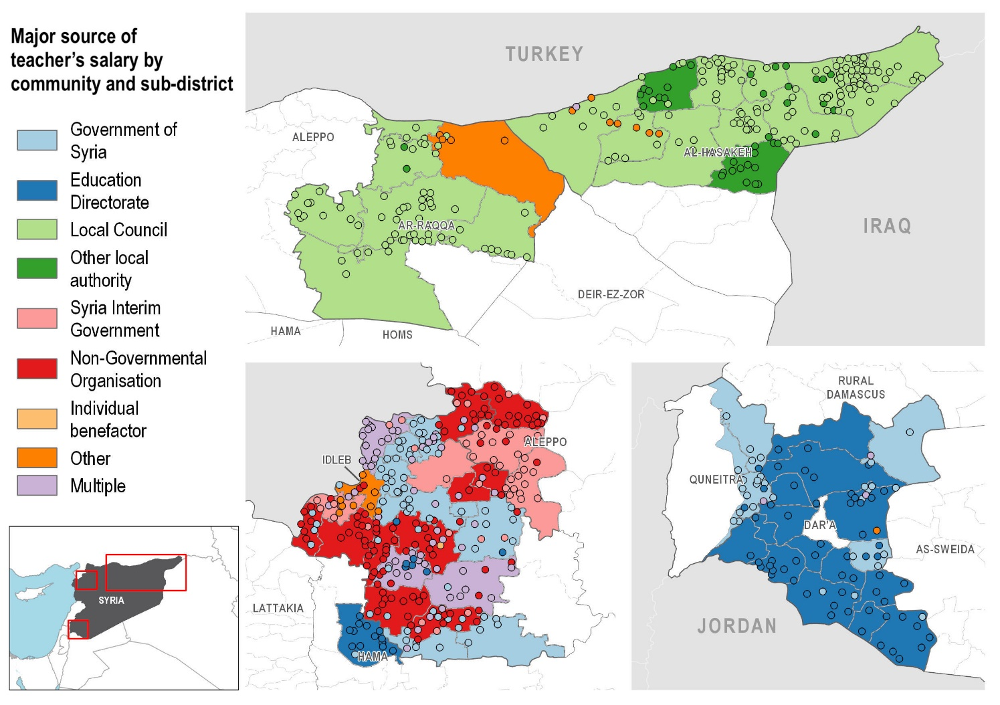 Major source of
teacher's salary by
community and sub-district
Government of
Syria
Education
Directorate
Local Council
Other local
authority
Syria Interim
Government
Non-Governmental
Organisation
Individual
benefactor
Other
Multiple
SYRIA
TURKEY
ALEPPO
AL-HASAKEH
AR-RAQQA
IRAQ
DEIR-EZ-ZOR
HAMA
HOMS
ALEPPO
IDLEB
LATTAKIA
HAMA
RURAL
DAMASCUS
QUNEITRA
DAR'A
AS-SWEIDA
JORDAN